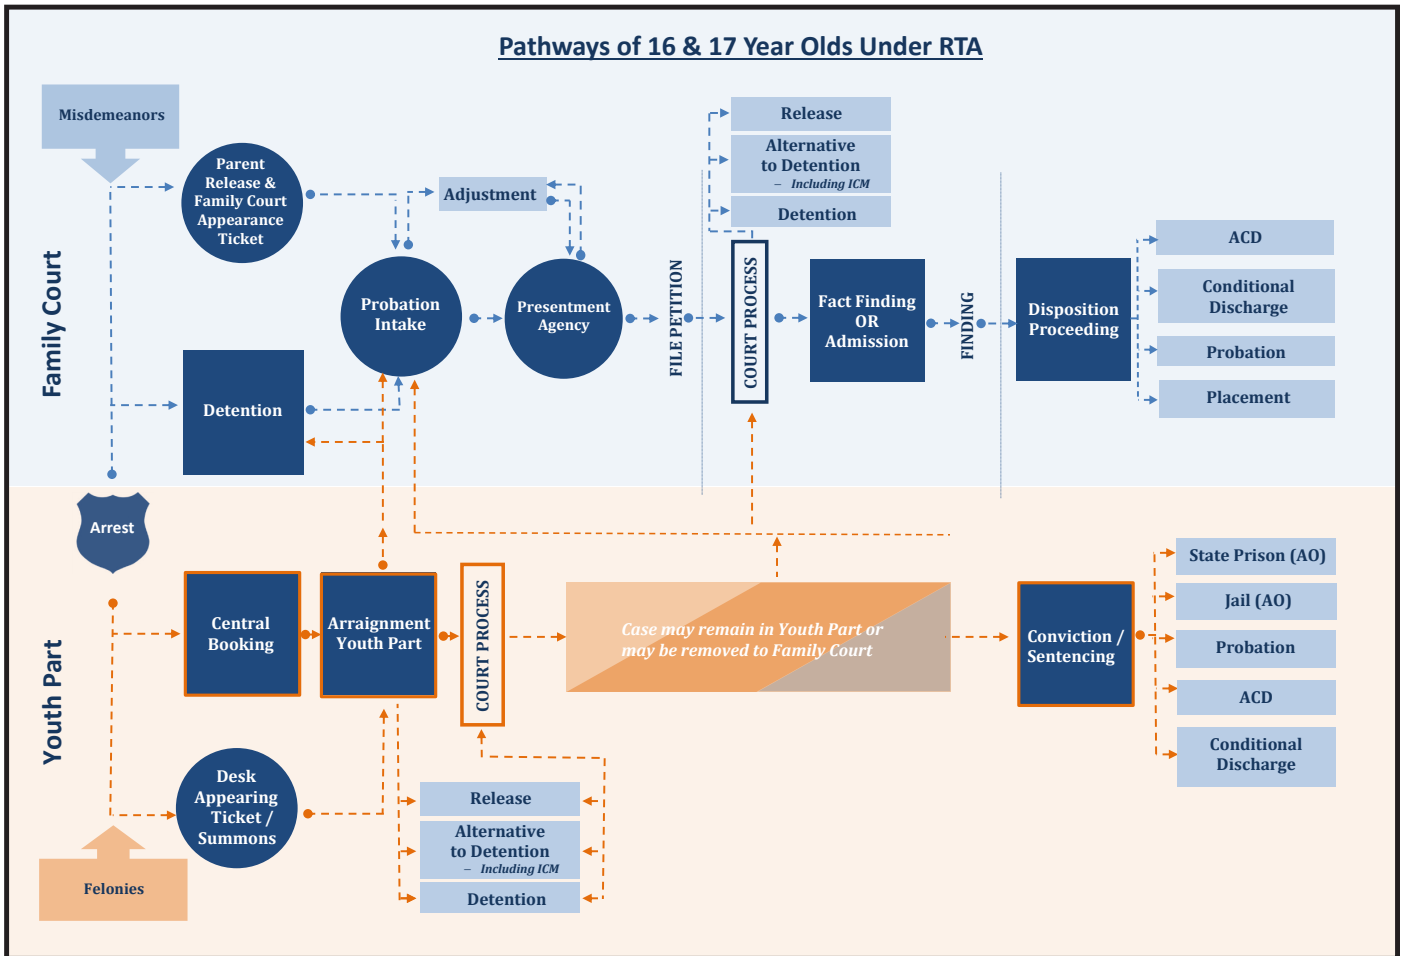 Pathways of 16 & 17 Year Olds Under RTA
Misdemeanors
Family Court
Parent
Release &
Family Court
Appearance
Ticket
Detention
Adjustment
Probation
Intake
Presentment
Agency
FILE PETITION
Release
Alternative
to Detention
– Including ICM
Detention
COURT PROCESS
Fact Finding
OR
Admission
FINDING
Disposition
Proceeding
ACD
Conditional
Discharge
Probation
Placement
Arrest
Youth Part
Felonies
Central
Booking
Desk
Appearing
Ticket /
Summons
Arraignment
Youth Part
COURT PROCESS
Release
Alternative
to Detention
– Including ICM
Detention
Case may remain in Youth Part or
may be removed to Family Court
Conviction /
Sentencing
State Prison (AO)
Jail (AO)
Probation
ACD
Conditional
Discharge